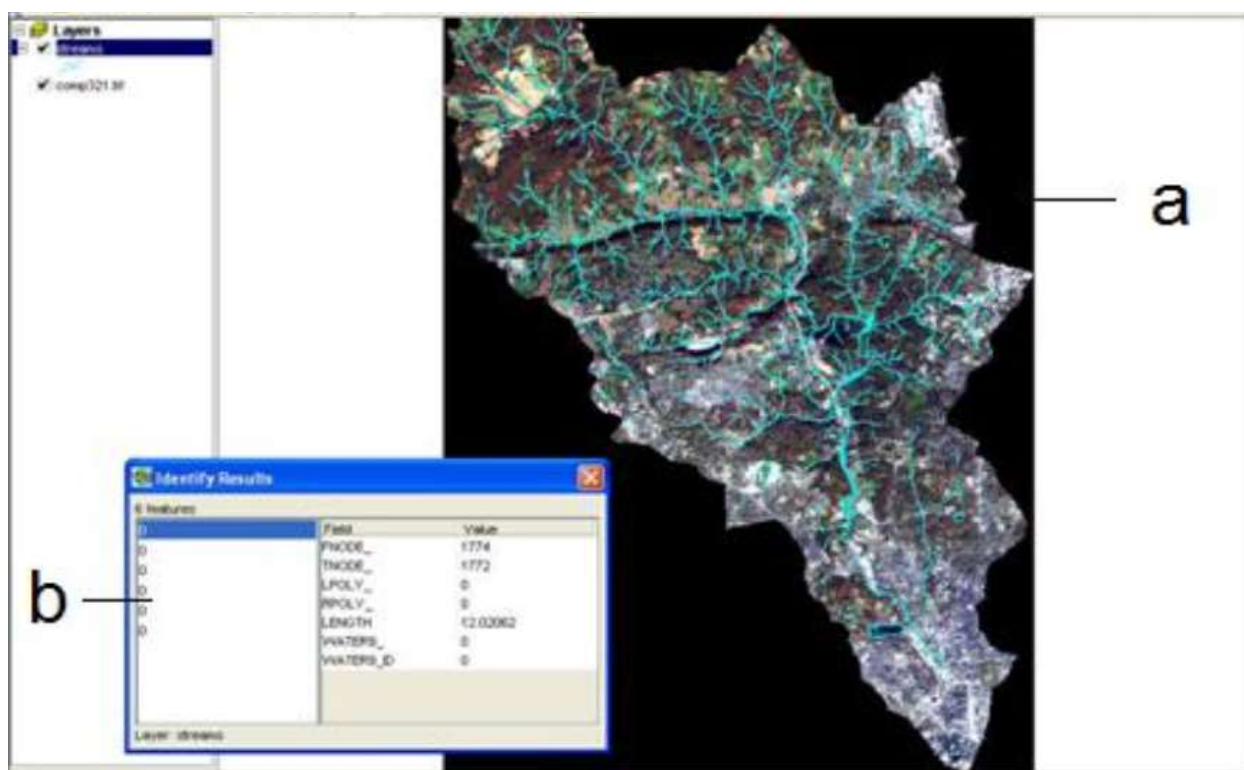 Layers
streams
comp321.tif
a
Identify Results
6 features
0
0
0
0
0
0
Field Value
FNODE_ 1774
TNODE_ 1772
LPOLY_ 0
RPOLY_ 0
LENGTH 12.02082
WATERS_ 0
WATERS_ID 0
b
Layer: streams